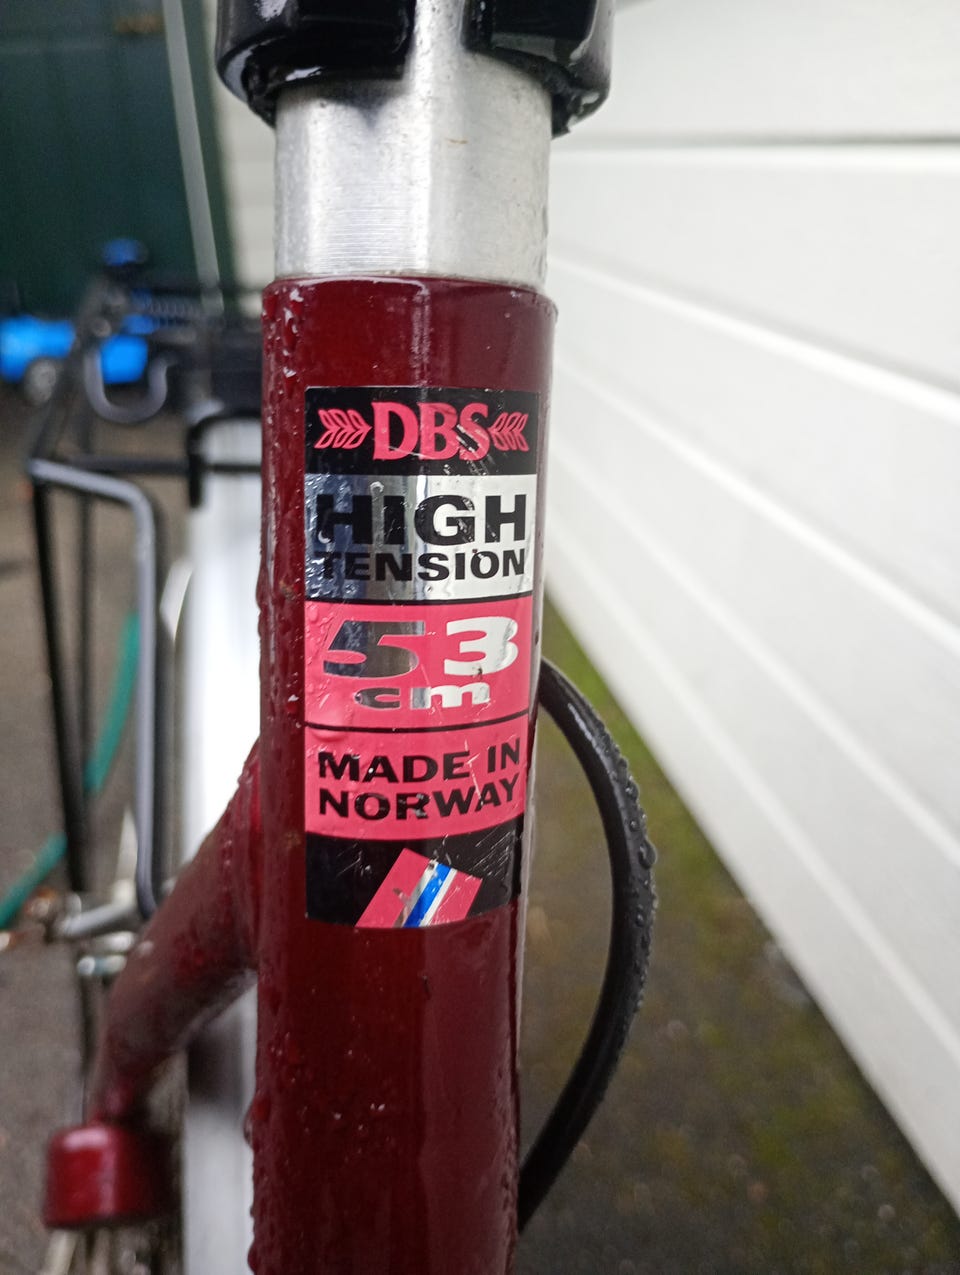 DBS
HIGH
TENSION
53
cm
MADE IN
NORWAY